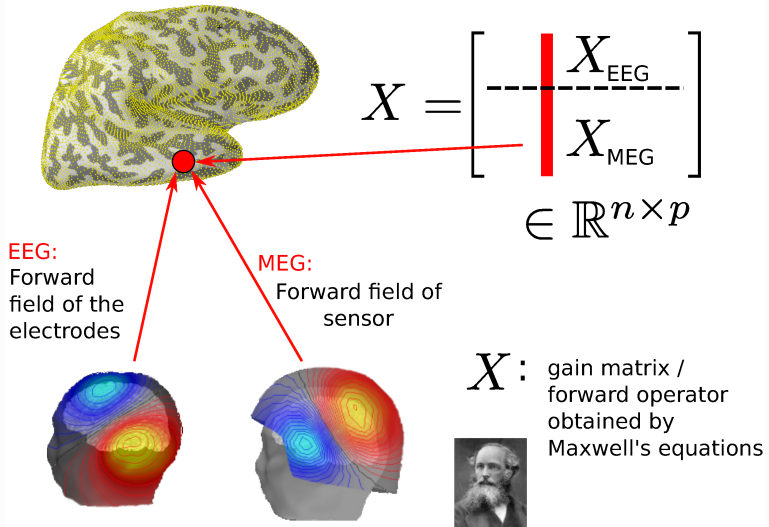 X = [ X_EEG
X_MEG ]
∈ ℝ^{n×p}
EEG:
Forward
field of the
electrodes
MEG:
Forward field of
sensor
X: gain matrix /
forward operator
obtained by
Maxwell's equations